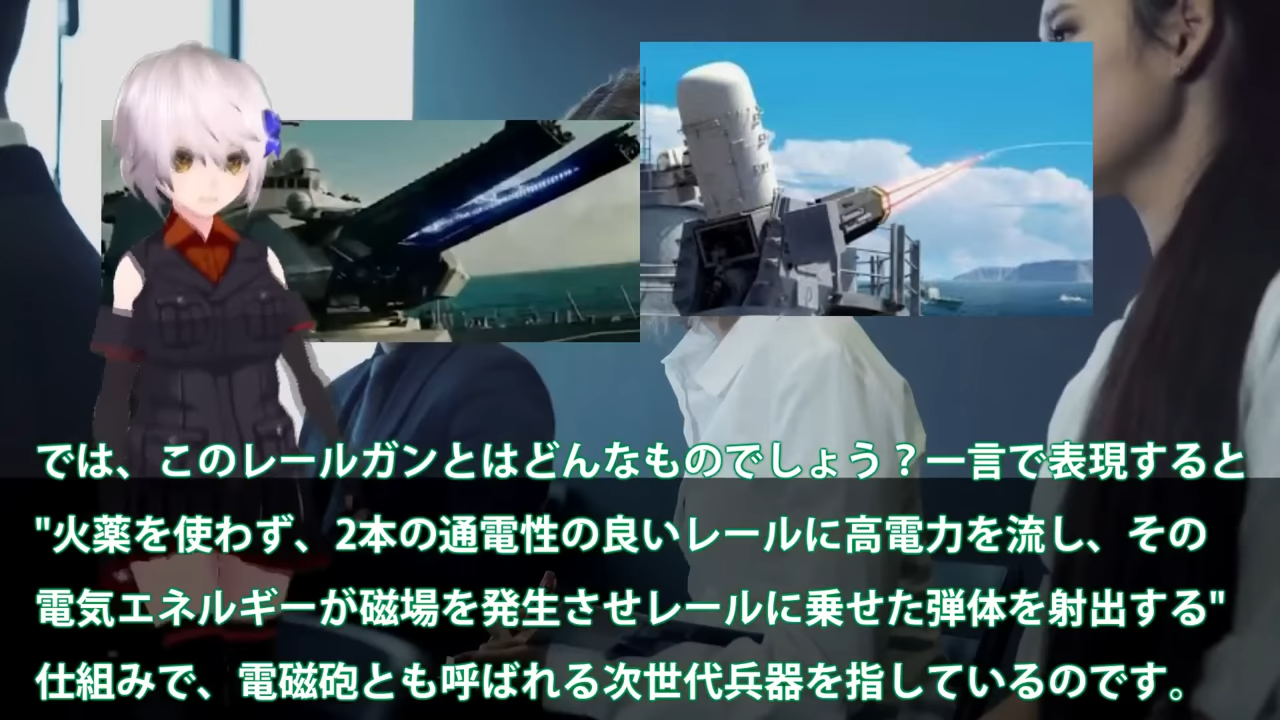 では、このレールガンとはどんなものでしょう？一言で表現すると
"火薬を使わず、2本の通電性の良いレールに高電力を流し、その
電気エネルギーが磁場を発生させレールに乗せた弾体を射出する"
仕組みで、電磁砲とも呼ばれる次世代兵器を指しているのです。